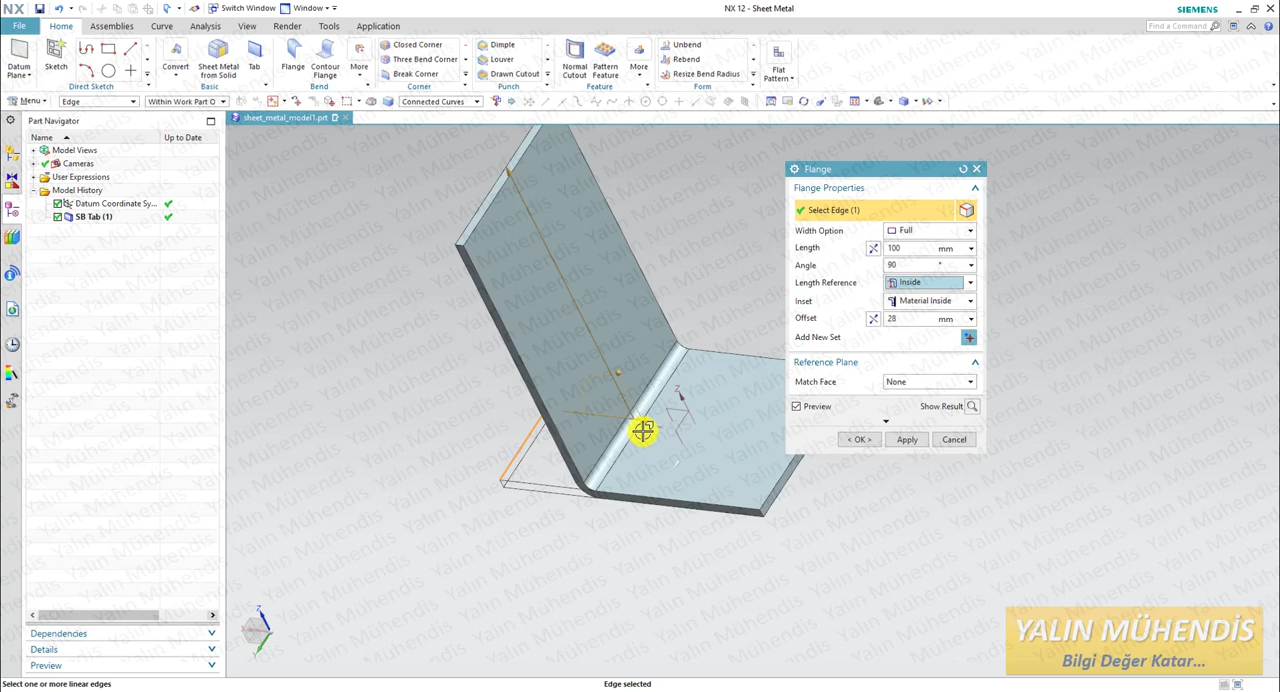 NX
Switch Window
Window
NX 12 - Sheet Metal
SIEMENS
File
Home
Assemblies
Curve
Analysis
View
Render
Tools
Application
Find a Command
Datum Plane
Sketch
Direct Sketch
Convert
Sheet Metal from Solid
Tab
Basic
Flange
Contour Flange
More
Bend
Closed Corner
Three Bend Corner
Break Corner
Corner
Dimple
Louver
Drawn Cutout
Punch
Normal Cutout
Pattern Feature
More
Feature
Unbend
Rebend
Resize Bend Radius
Form
Flat Pattern
Menu
Edge
Within Work Part O
Connected Curves
Part Navigator
sheet_metal_model1.prt
Name
Up to Date
Model Views
Cameras
User Expressions
Model History
Datum Coordinate Sy...
SB Tab (1)
Flange
Flange Properties
Select Edge (1)
Width Option
Full
Length
100
mm
Angle
90
°
Length Reference
Inside
Inset
Material Inside
Offset
28
mm
Add New Set
Reference Plane
Match Face
None
Preview
Show Result
< OK >
Apply
Cancel
Z
Z
Dependencies
Details
Preview
YALIN MÜHENDİS
Bilgi Değer Katar...
Select one or more linear edges
Edge selected